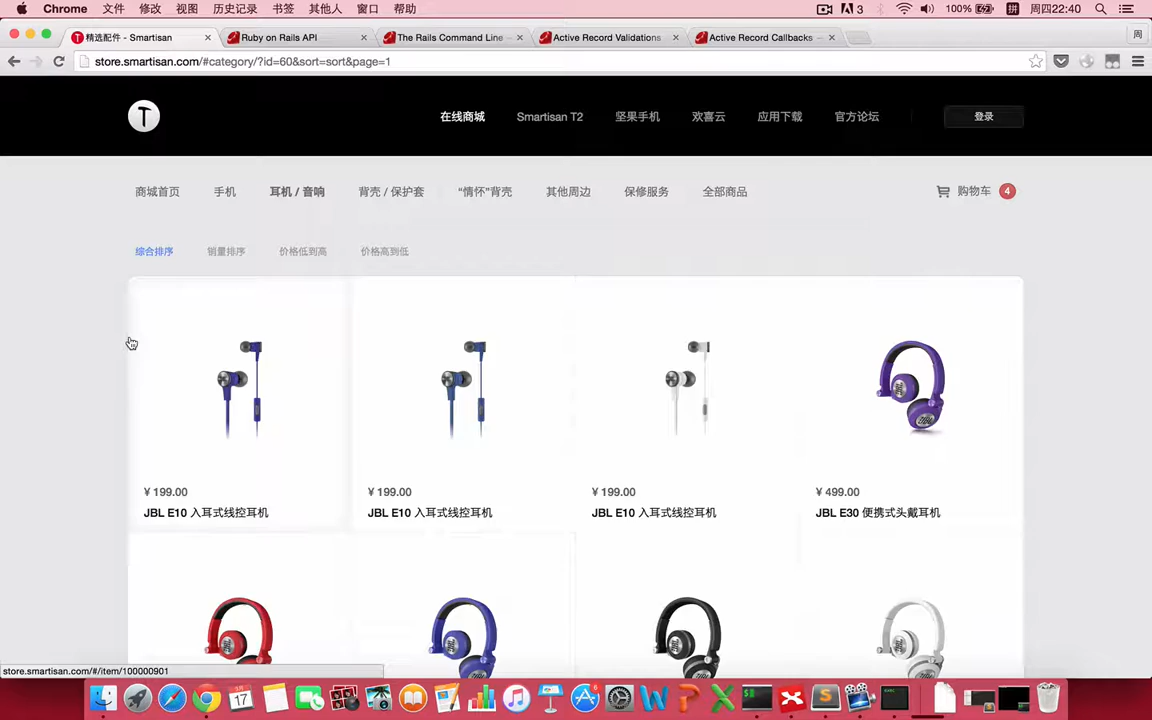 Chrome 文件 修改 视图 历史记录 书签 其他人 窗口 帮助 3 100% 拼 周四22:40
精选配件 - Smartisan × Ruby on Rails API × The Rails Command Line × Active Record Validations × Active Record Callbacks × 周
store.smartisan.com/#category/?id=60&sort=sort&page=1
在线商城 Smartisan T2 坚果手机 欢喜云 应用下载 官方论坛 登录
商城首页 手机 耳机 / 音响 背壳 / 保护套 “情怀”背壳 其他周边 保修服务 全部商品 购物车 4
综合排序 销量排序 价格低到高 价格高到低
¥ 199.00 ¥ 199.00 ¥ 199.00 ¥ 499.00
JBL E10 入耳式线控耳机 JBL E10 入耳式线控耳机 JBL E10 入耳式线控耳机 JBL E30 便携式头戴耳机
store.smartisan.com/#/item/100000901
17